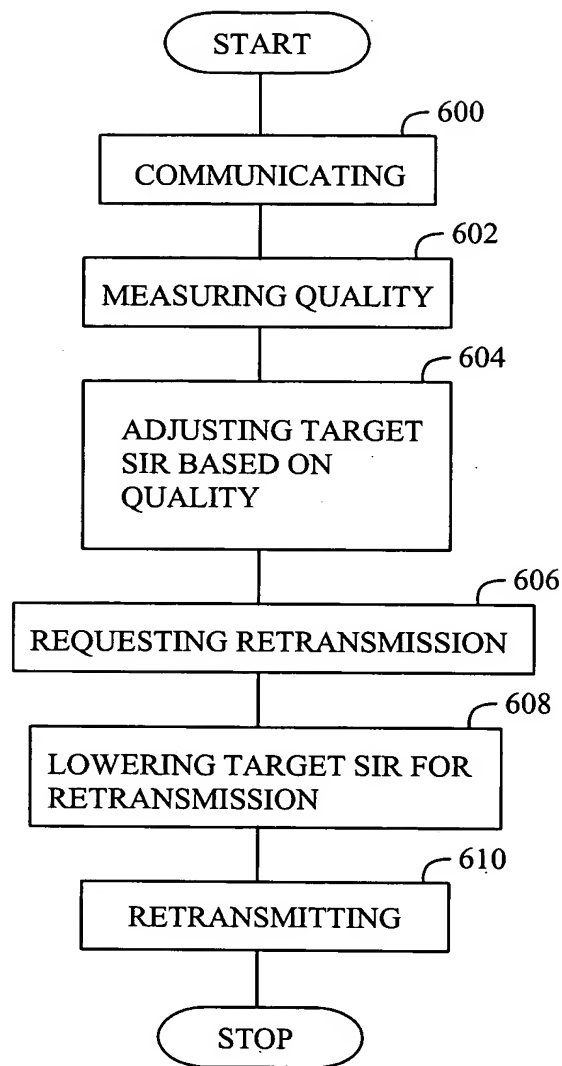 START
600
COMMUNICATING
602
MEASURING QUALITY
604
ADJUSTING TARGET
SIR BASED ON
QUALITY
606
REQUESTING RETRANSMISSION
608
LOWERING TARGET SIR FOR
RETRANSMISSION
610
RETRANSMITTING
STOP